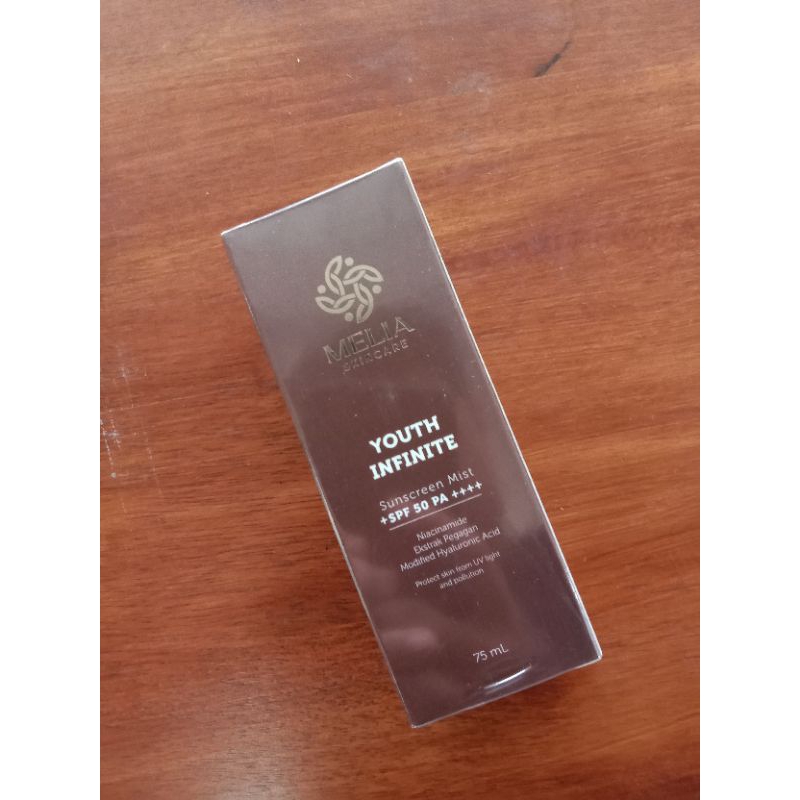 MELIA
SKINCARE
YOUTH
INFINITE
Sunscreen Mist
+SPF 50 PA ++++
Niacinamide
Ekstrak Pegagan
Modified Hyaluronic Acid
Protect skin from UV light
and pollution
75 mL